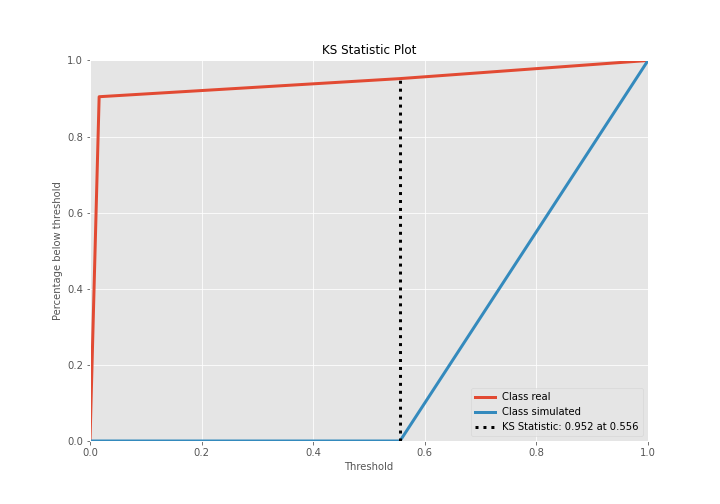 KS Statistic Plot
1.0
0.8
0.6
0.4
0.2
0.0
Percentage below threshold
0.0 0.2 0.4 0.6 0.8 1.0
Threshold
Class real
Class simulated
KS Statistic: 0.952 at 0.556